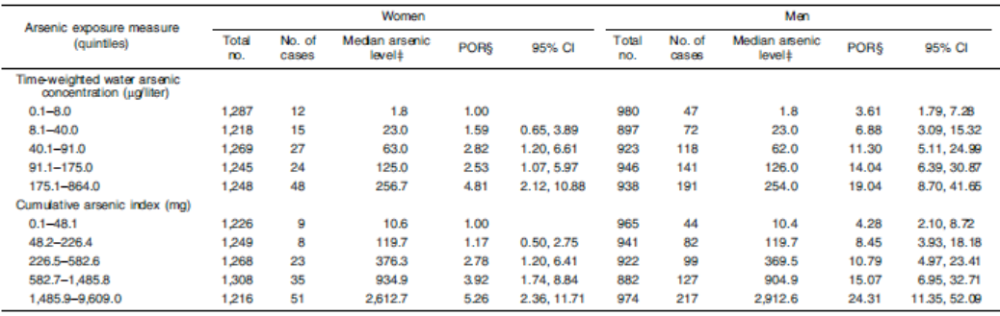 Women Men
Arsenic exposure measure
(quintiles) Total
no. No. of
cases Median arsenic
level‡ POR§ 95% CI Total
no. No. of
cases Median arsenic
level‡ POR§ 95% CI
Time-weighted water arsenic
concentration (μg/liter)
0.1–8.0 1,287 12 1.8 1.00 980 47 1.8 3.61 1.79, 7.28
8.1–40.0 1,218 15 23.0 1.59 0.65, 3.89 897 72 23.0 6.88 3.09, 15.32
40.1–91.0 1,269 27 63.0 2.82 1.20, 6.61 923 118 62.0 11.30 5.11, 24.99
91.1–175.0 1,245 24 125.0 2.53 1.07, 5.97 946 141 126.0 14.04 6.39, 30.87
175.1–864.0 1,248 48 256.7 4.81 2.12, 10.88 938 191 254.0 19.04 8.70, 41.65
Cumulative arsenic index (mg)
0.1–48.1 1,226 9 10.6 1.00 965 44 10.4 4.28 2.10, 8.72
48.2–226.4 1,249 8 119.7 1.17 0.50, 2.75 941 82 119.7 8.45 3.93, 18.18
226.5–582.6 1,268 23 376.3 2.78 1.20, 6.41 922 99 369.5 10.79 4.97, 23.41
582.7–1,485.8 1,308 35 934.9 3.92 1.74, 8.84 882 127 904.9 15.07 6.95, 32.71
1,485.9–9,609.0 1,216 51 2,612.7 5.26 2.36, 11.71 974 217 2,912.6 24.31 11.35, 52.09